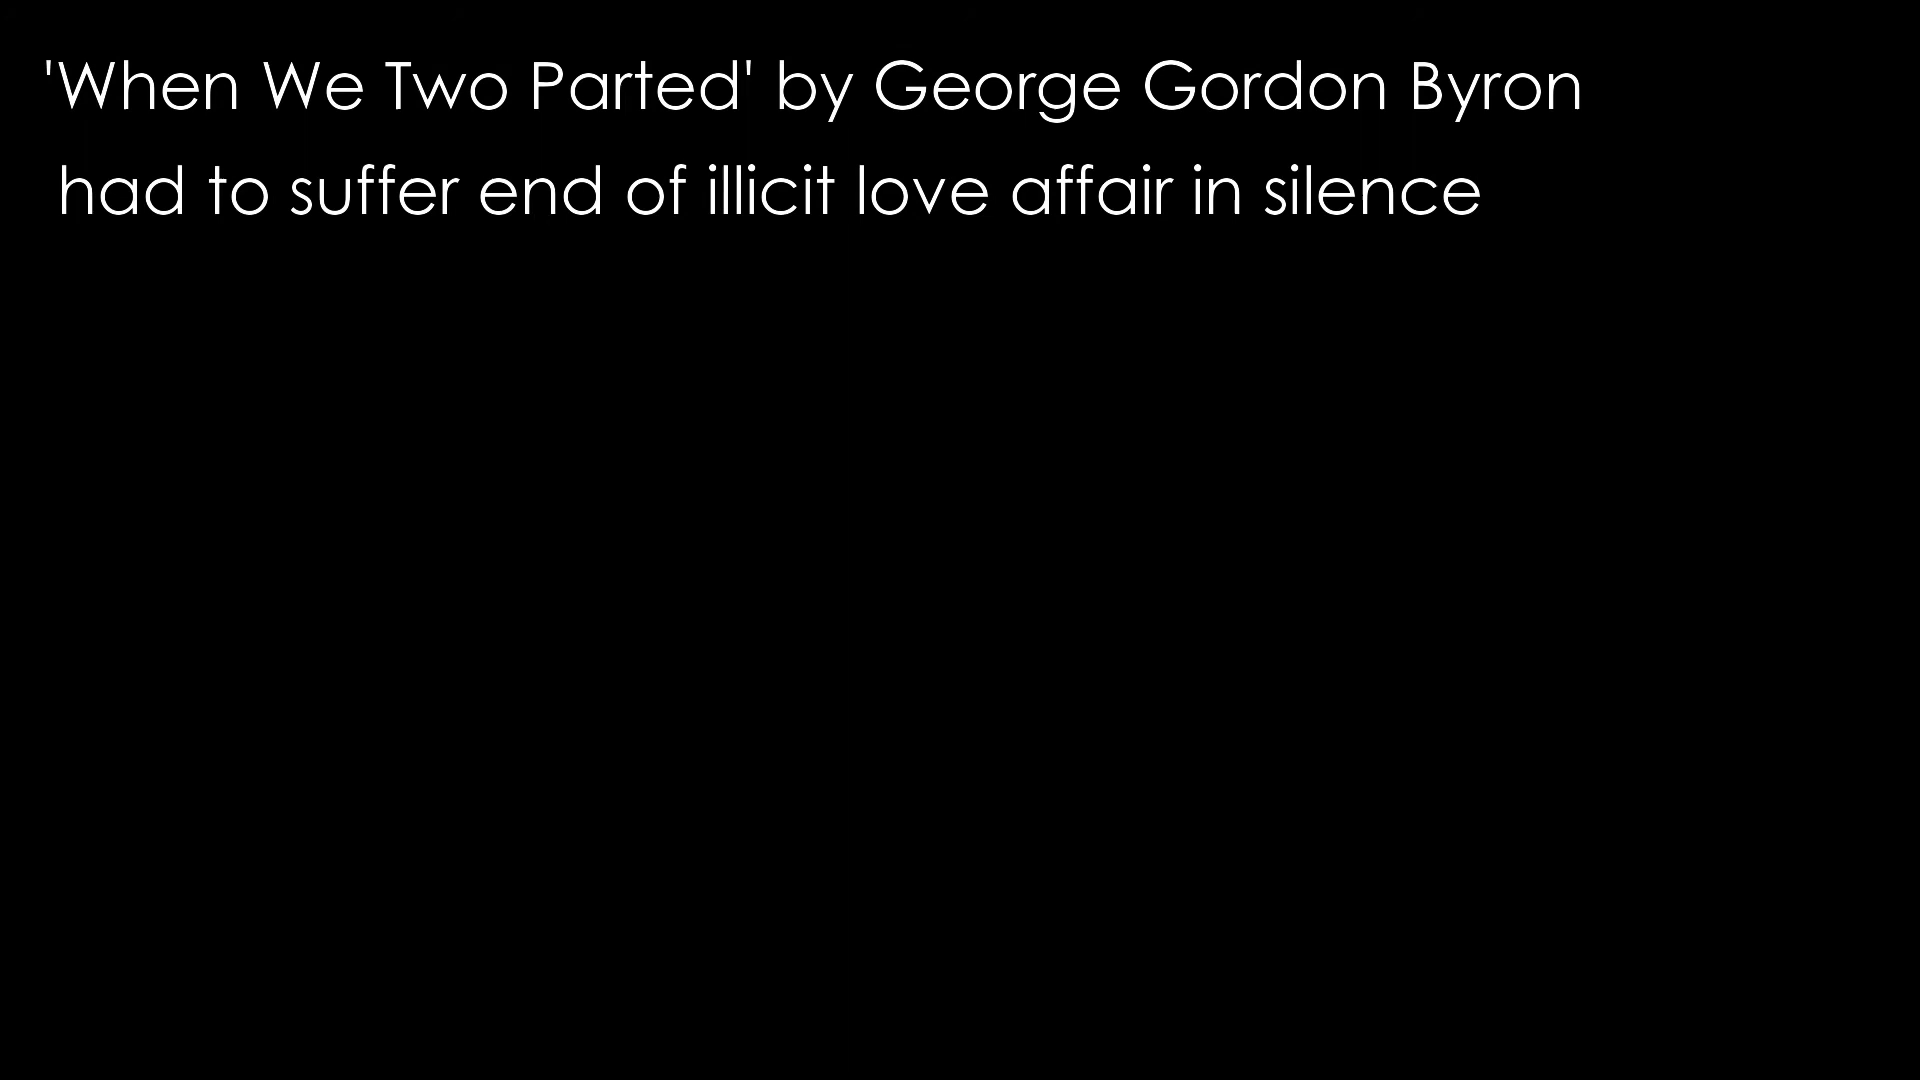 'When We Two Parted' by George Gordon Byron
had to suffer end of illicit love affair in silence